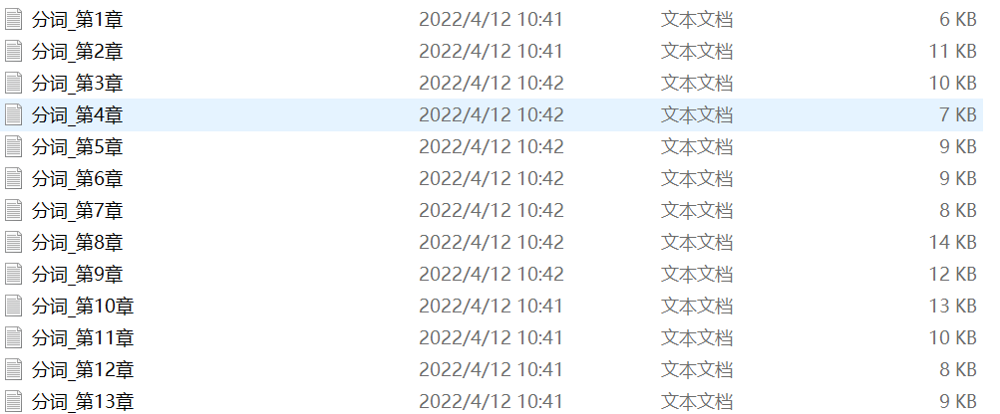 分词_第1章 2022/4/12 10:41 文本文档 6 KB
分词_第2章 2022/4/12 10:41 文本文档 11 KB
分词_第3章 2022/4/12 10:42 文本文档 10 KB
分词_第4章 2022/4/12 10:42 文本文档 7 KB
分词_第5章 2022/4/12 10:42 文本文档 9 KB
分词_第6章 2022/4/12 10:42 文本文档 9 KB
分词_第7章 2022/4/12 10:42 文本文档 8 KB
分词_第8章 2022/4/12 10:42 文本文档 14 KB
分词_第9章 2022/4/12 10:42 文本文档 12 KB
分词_第10章 2022/4/12 10:41 文本文档 13 KB
分词_第11章 2022/4/12 10:41 文本文档 10 KB
分词_第12章 2022/4/12 10:41 文本文档 8 KB
分词_第13章 2022/4/12 10:41 文本文档 9 KB